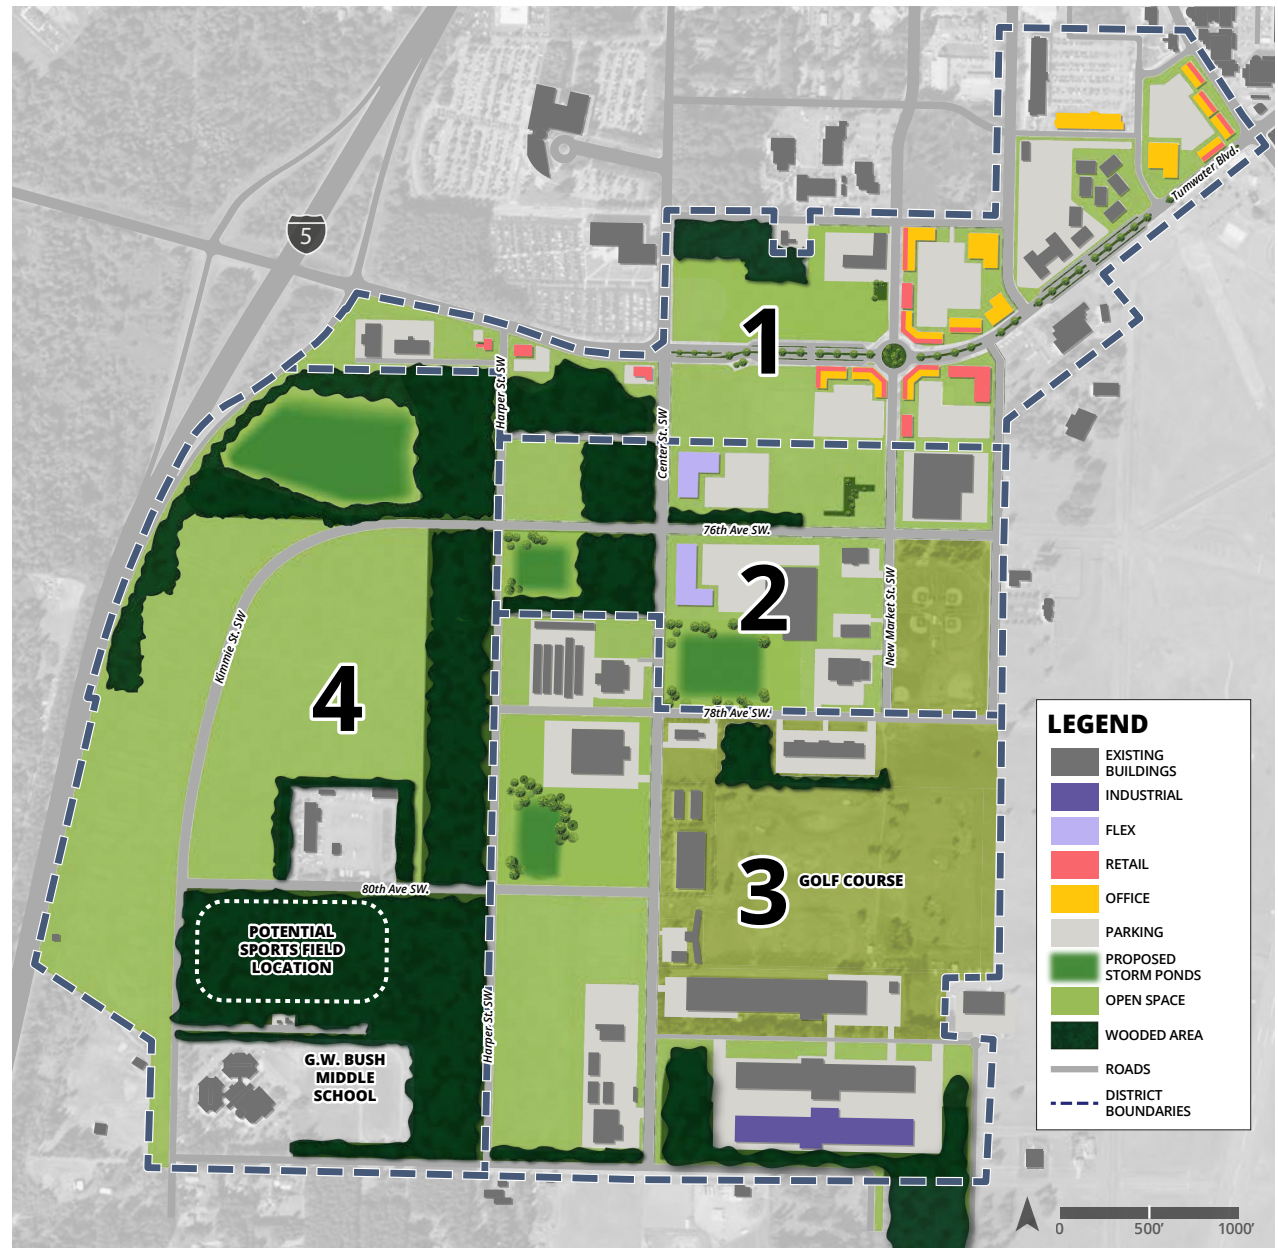 Tumwater Blvd.
5
1
Harper St. SW
Center St. SW
76th Ave SW.
2
New Market St. SW
Kimmie St. SW
4
78th Ave SW.
LEGEND
EXISTING
BUILDINGS
INDUSTRIAL
FLEX
RETAIL
OFFICE
PARKING
PROPOSED
STORM PONDS
OPEN SPACE
WOODED AREA
ROADS
DISTRICT
BOUNDARIES
3
GOLF COURSE
80th Ave SW.
POTENTIAL
SPORTS FIELD
LOCATION
Harper St. SW
G.W. BUSH
MIDDLE
SCHOOL
0 500' 1000'